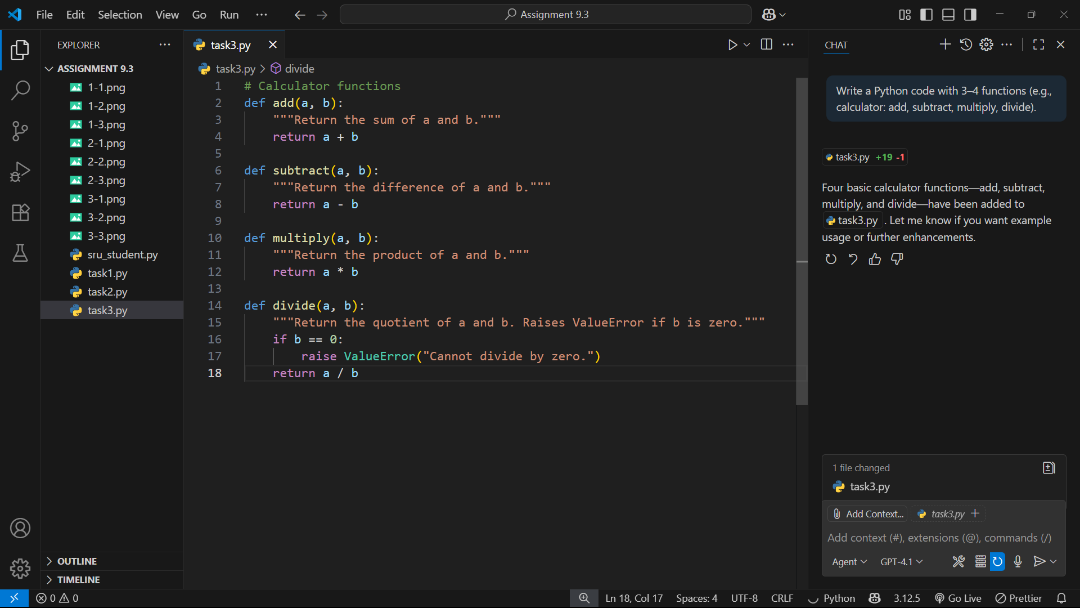 File Edit Selection View Go Run ··· Assignment 9.3
EXPLORER ···
ASSIGNMENT 9.3
1-1.png
1-2.png
1-3.png
2-1.png
2-2.png
2-3.png
3-1.png
3-2.png
3-3.png
sru_student.py
task1.py
task2.py
task3.py
OUTLINE
TIMELINE
task3.py
task3.py > divide
1 # Calculator functions
2 def add(a, b):
3 """Return the sum of a and b."""
4 return a + b
5
6 def subtract(a, b):
7 """Return the difference of a and b."""
8 return a - b
9
10 def multiply(a, b):
11 """Return the product of a and b."""
12 return a * b
13
14 def divide(a, b):
15 """Return the quotient of a and b. Raises ValueError if b is zero."""
16 if b == 0:
17 raise ValueError("Cannot divide by zero.")
18 return a / b
CHAT
Write a Python code with 3–4 functions (e.g.,
calculator: add, subtract, multiply, divide).
task3.py +19 -1
Four basic calculator functions—add, subtract,
multiply, and divide—have been added to
task3.py . Let me know if you want example
usage or further enhancements.
1 file changed
task3.py
Add Context... task3.py +
Add context (#), extensions (@), commands (/)
Agent GPT-4.1
0 0 Ln 18, Col 17 Spaces: 4 UTF-8 CRLF Python 3.12.5 Go Live Prettier